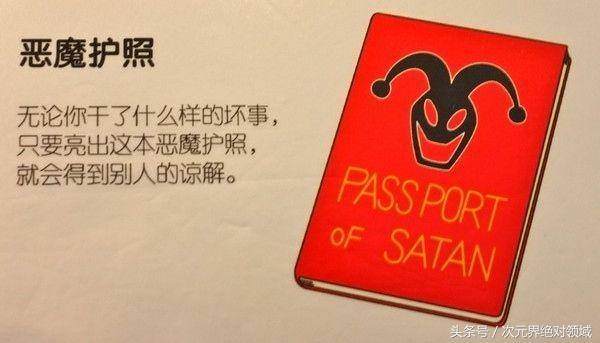 恶魔护照
无论你干了什么样的坏事，
只要亮出这本恶魔护照，
就会得到别人的谅解。
PASSPORT
OF SATAN
头条号／次元界绝对领域